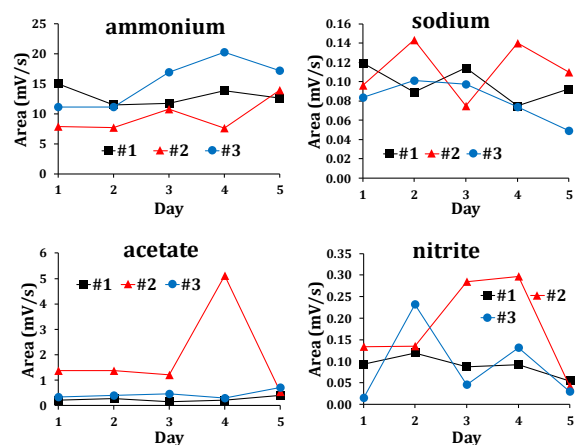 ammonium
Area (mV/s)
25
20
15
10
5
0
#1 #2 #3
1 2 3 4 5
Day
sodium
Area (mV/s)
0.16
0.14
0.12
0.10
0.08
0.06
0.04
0.02
0.00
#1 #2 #3
1 2 3 4 5
Day
acetate
Area (mV/s)
6
5
4
3
2
1
0
#1 #2 #3
1 2 3 4 5
Day
nitrite
Area (mV/s)
0.35
0.30
0.25
0.20
0.15
0.10
0.05
0.00
#1 #2
#3
1 2 3 4 5
Day